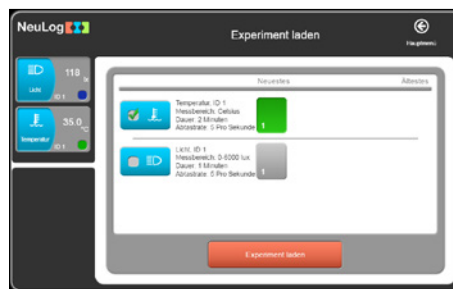 NeuLog
Experiment laden
Hauptmenü
118 lx
Licht
ID 1
35.0 °C
Temperatur
ID 1
Neuestes
Ältestes
Temperatur, ID 1
Messbereich: Celsius
Dauer: 2 Minuten
Abtastrate: 5 Pro Sekunde
1
Licht, ID 1
Messbereich: 0-6000 lux
Dauer: 1 Minuten
Abtastrate: 5 Pro Sekunde
1
Experiment laden